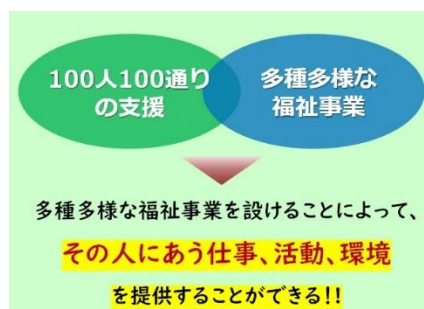 100人100通り
の支援
多種多様な
福祉事業
多種多様な福祉事業を設けることによって、
その人にあう仕事、活動、環境
を提供することができる!!